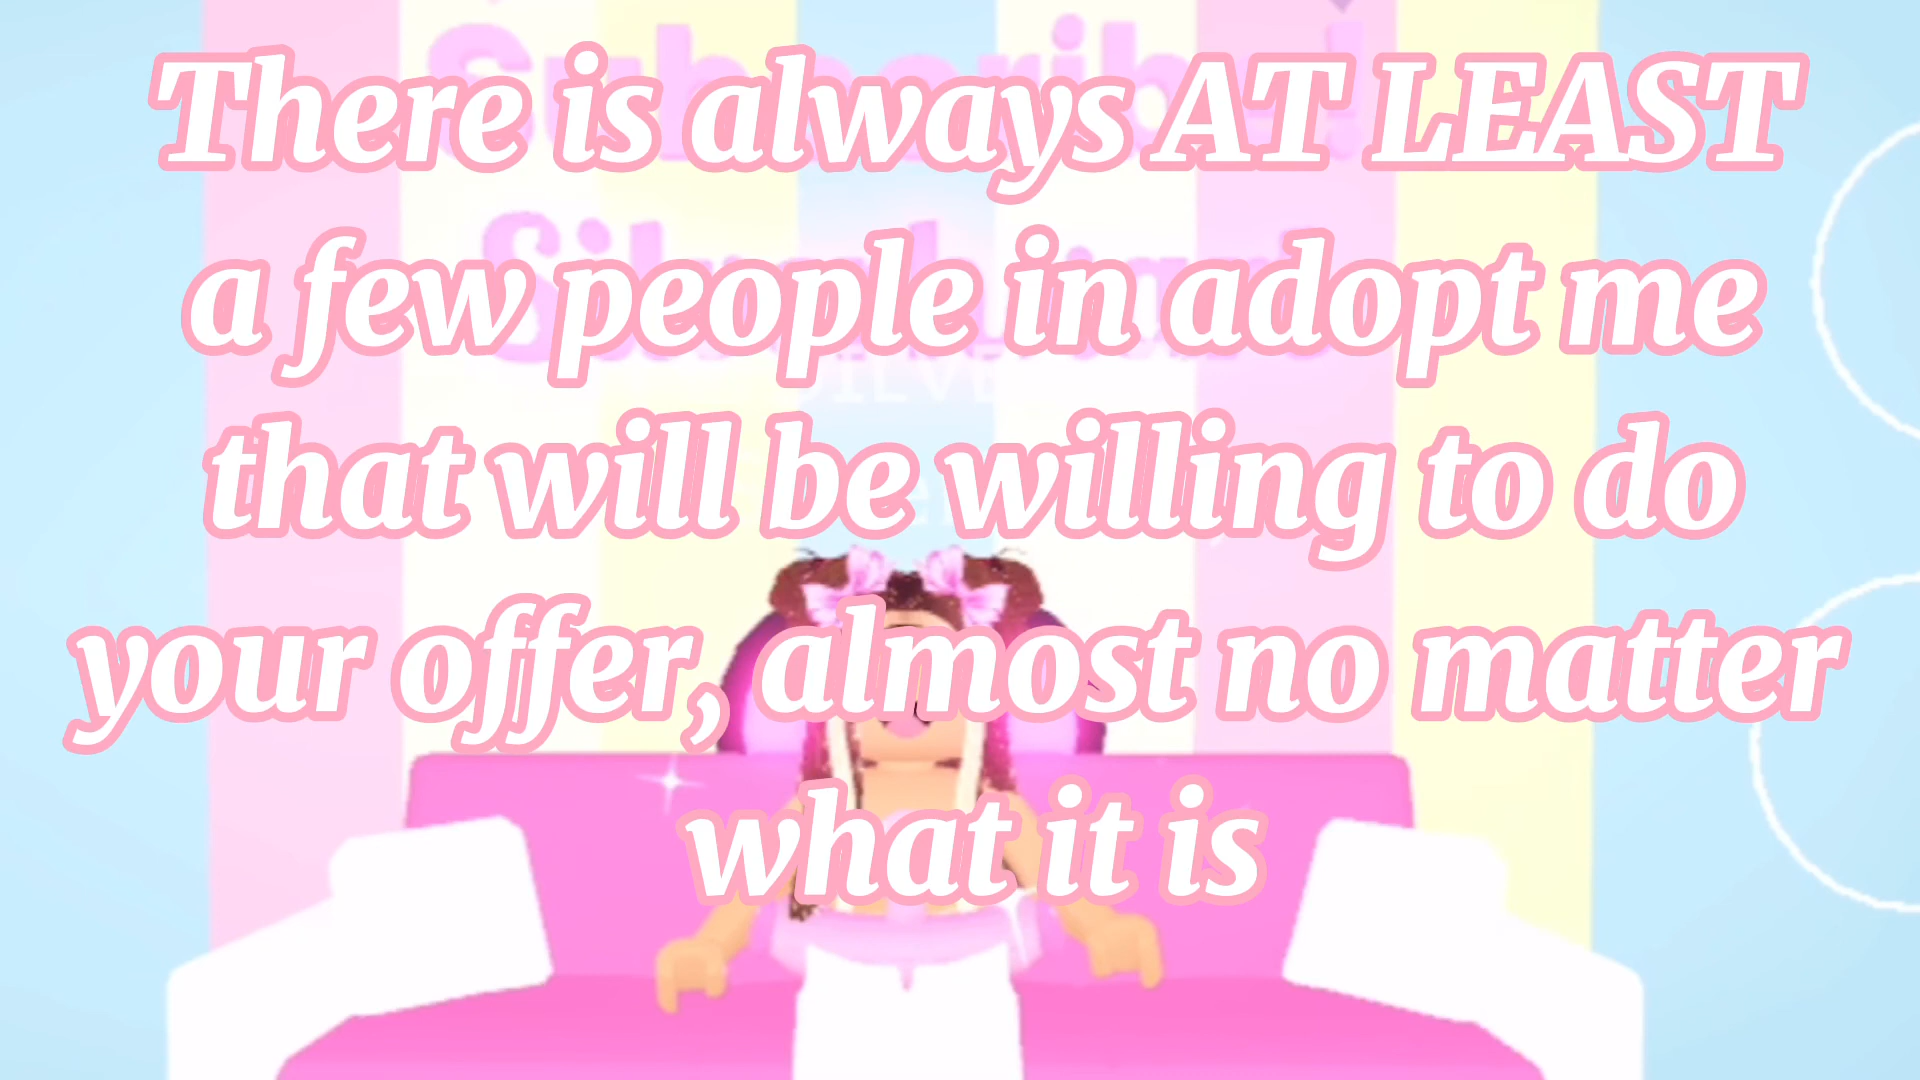 There is always AT LEAST
a few people in adopt me
that will be willing to do
your offer, almost no matter
what it is